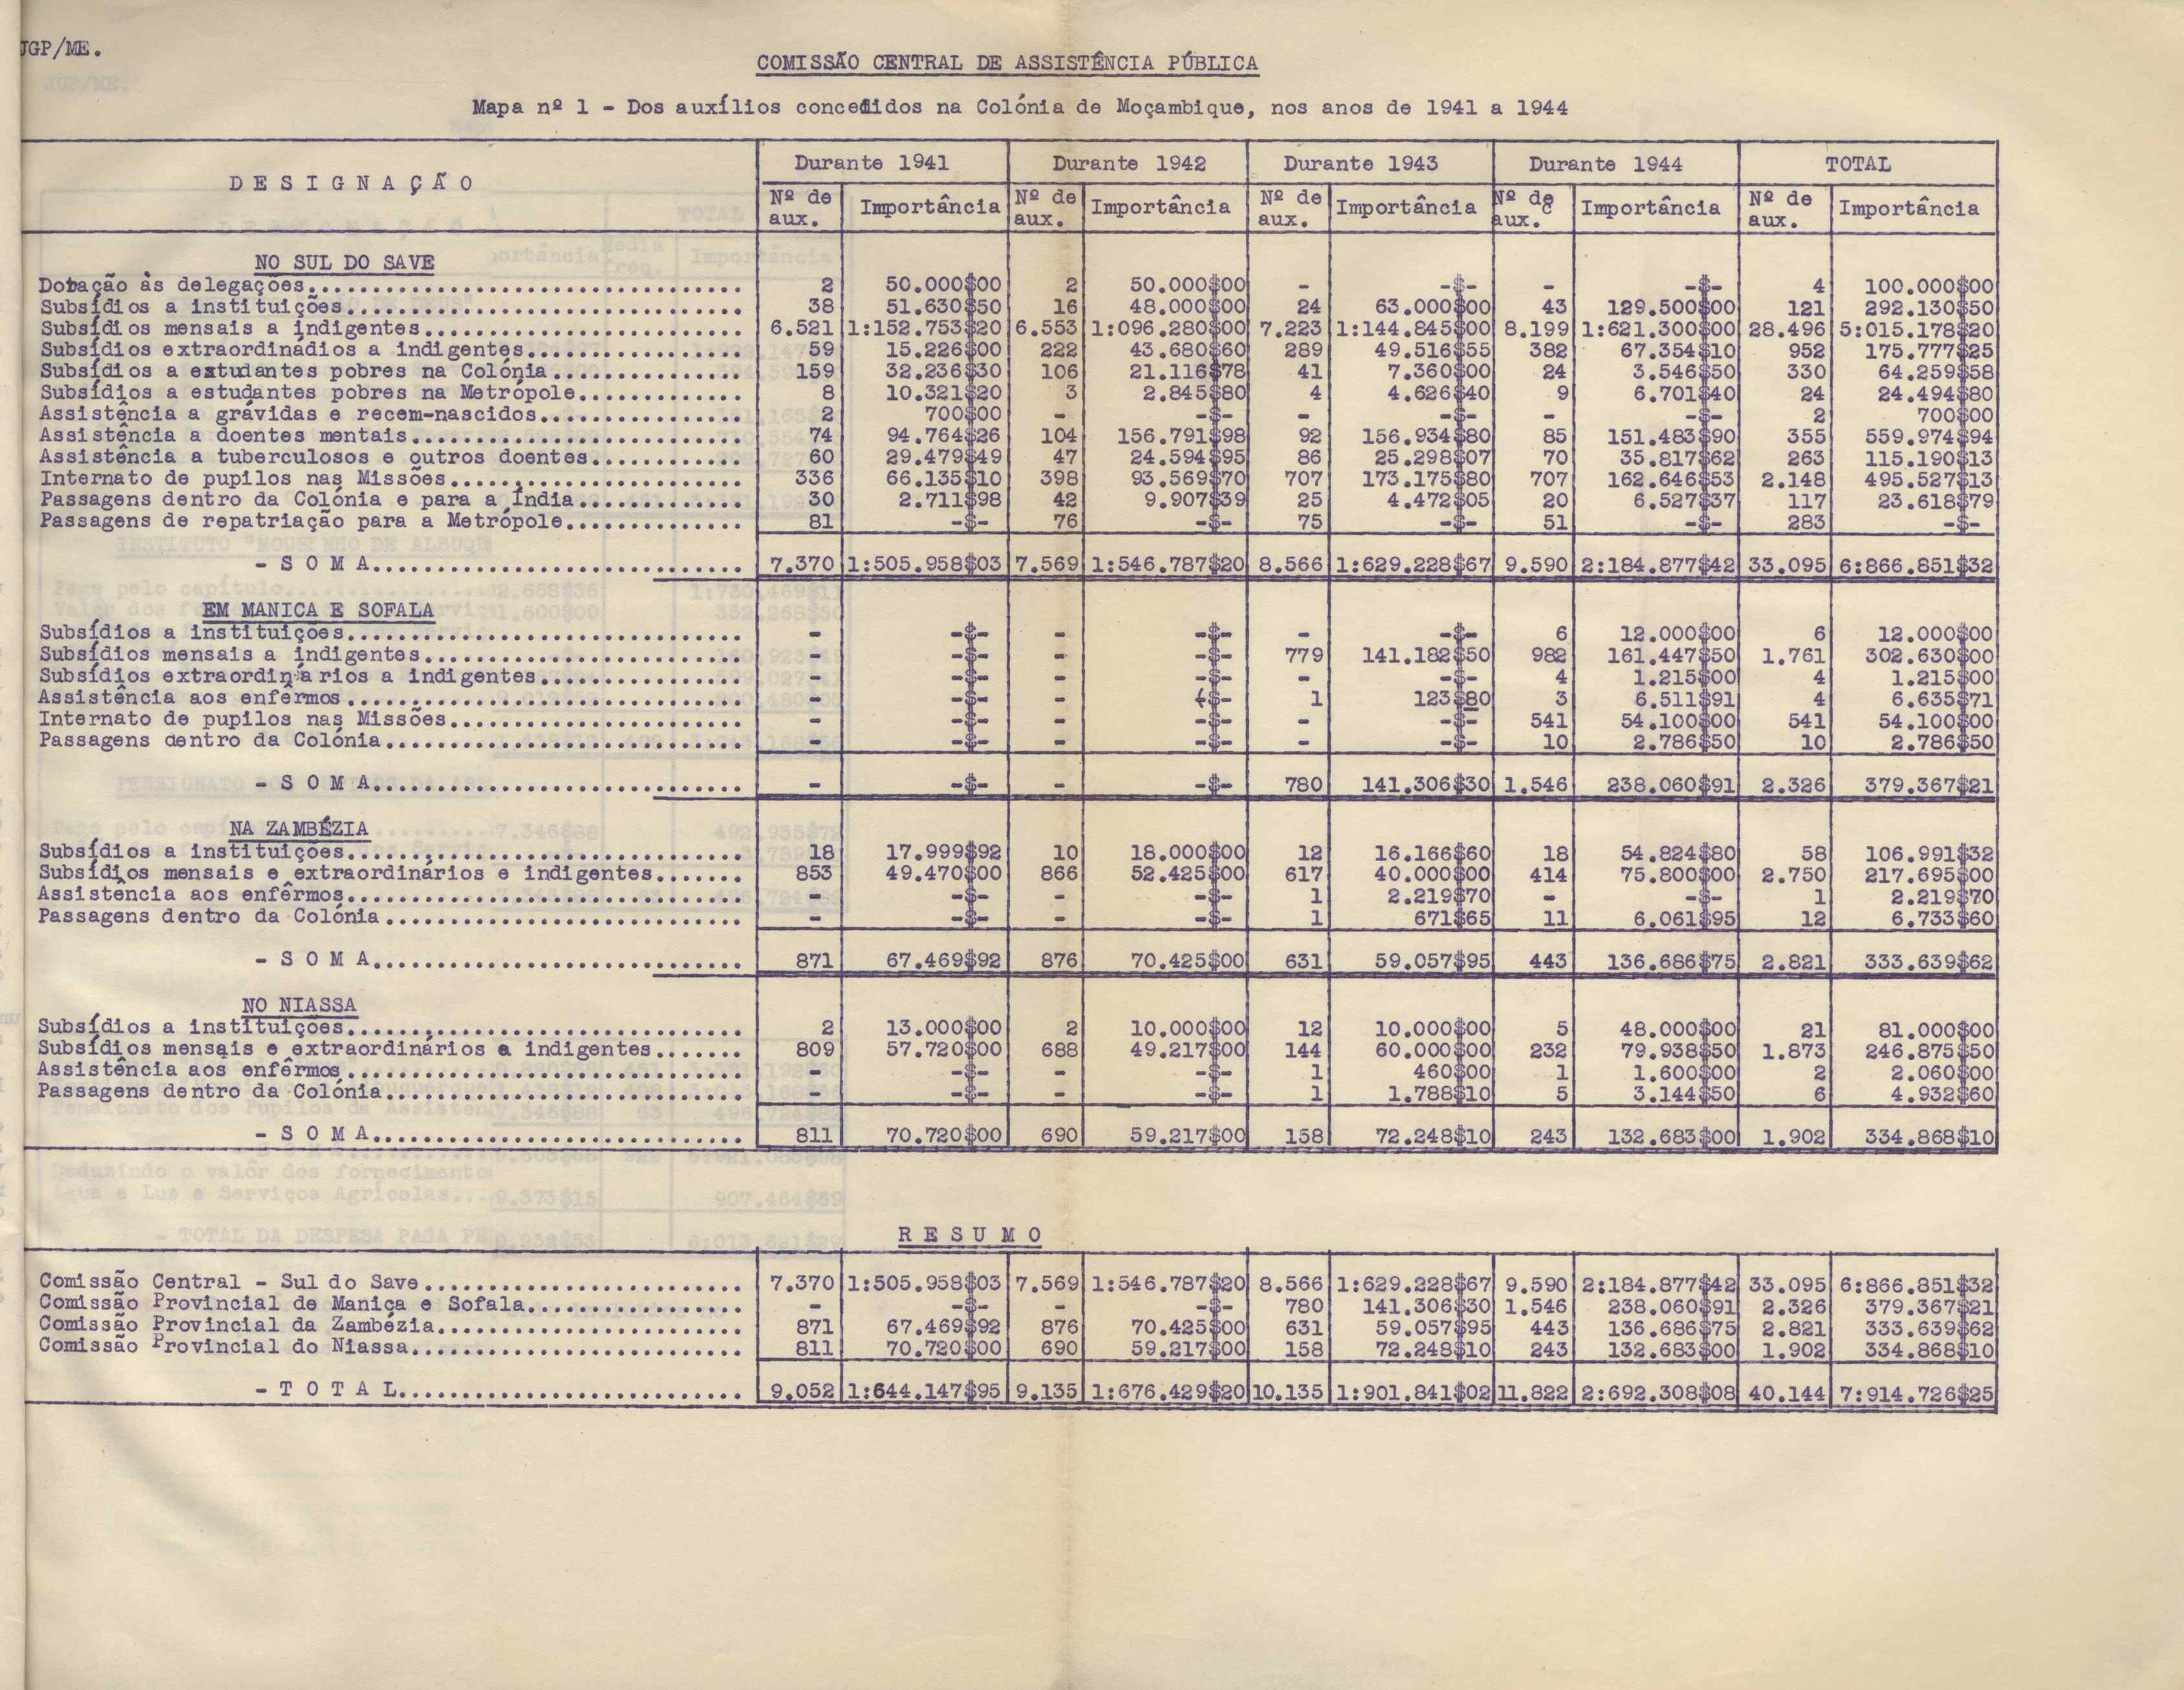 JGP/ME.
COMISSÃO CENTRAL DE ASSISTÊNCIA PÚBLICA
Mapa nº 1 - Dos auxílios concedidos na Colónia de Moçambique, nos anos de 1941 a 1944
DESIGNAÇÃO Durante 1941 Durante 1942 Durante 1943 Durante 1944 TOTAL
Nº de aux. Importância Nº de aux. Importância Nº de aux. Importância Nº de aux. Importância Nº de aux. Importância
NO SUL DO SAVE
Dotação às delegações... 2 50.000$00 2 50.000$00 - -$- - -$- 4 100.000$00
Subsídios a instituições... 38 51.630$50 16 48.000$00 24 63.000$00 43 129.500$00 121 292.130$50
Subsídios mensais a indigentes... 6.521 1:152.753$20 6.553 1:096.280$00 7.223 1:144.845$00 8.199 1:621.300$00 28.496 5:015.178$20
Subsídios extraordinádios a indigentes... 59 15.226$00 222 43.680$60 289 49.516$55 382 67.354$10 952 175.777$25
Subsídios a estudantes pobres na Colónia... 159 32.236$30 106 21.116$78 41 7.360$00 24 3.546$50 330 64.259$58
Subsídios a estudantes pobres na Metrópole... 8 10.321$20 3 2.845$80 4 4.626$40 9 6.701$40 24 24.494$80
Assistência a grávidas e recem-nascidos... 2 700$00 - -$- - -$- - -$- 2 700$00
Assistência a doentes mentais... 74 94.764$26 104 156.791$98 92 156.934$80 85 151.483$90 355 559.974$94
Assistência a tuberculosos e outros doentes... 60 29.479$49 47 24.594$95 86 25.298$07 70 35.817$62 263 115.190$13
Internato de pupilos nas Missões... 336 66.135$10 398 93.569$70 707 173.175$80 707 162.646$53 2.148 495.527$13
Passagens dentro da Colónia e para a Índia... 30 2.711$98 42 9.907$39 25 4.472$05 20 6.527$37 117 23.618$79
Passagens de repatriação para a Metrópole... 81 -$- 76 -$- 75 -$- 51 -$- 283 -$-
- SOMA... 7.370 1:505.958$03 7.569 1:546.787$20 8.566 1:629.228$67 9.590 2:184.877$42 33.095 6:866.851$32
EM MANICA E SOFALA
Subsídios a instituições... - -$- - -$- - -$- 6 12.000$00 6 12.000$00
Subsídios mensais a indigentes... - -$- - -$- 779 141.182$50 982 161.447$50 1.761 302.630$00
Subsídios extraordinários a indigentes... - -$- - -$- - -$- 4 1.215$00 4 1.215$00
Assistência aos enfêrmos... - -$- - -$- 1 123$80 3 6.511$91 4 6.635$71
Internato de pupilos nas Missões... - -$- - -$- - -$- 541 54.100$00 541 54.100$00
Passagens dentro da Colónia... - -$- - -$- - -$- 10 2.786$50 10 2.786$50
- SOMA... - -$- - -$- 780 141.306$30 1.546 238.060$91 2.326 379.367$21
NA ZAMBÉZIA
Subsídios a instituições... 18 17.999$92 10 18.000$00 12 16.166$60 18 54.824$80 58 106.991$32
Subsídios mensais e extraordinários e indigentes... 853 49.470$00 866 52.425$00 617 40.000$00 414 75.800$00 2.750 217.695$00
Assistência aos enfêrmos... - -$- - -$- 1 2.219$70 - -$- 1 2.219$70
Passagens dentro da Colónia... - -$- - -$- 1 671$65 11 6.061$95 12 6.733$60
- SOMA... 871 67.469$92 876 70.425$00 631 59.057$95 443 136.686$75 2.821 333.639$62
NO NIASSA
Subsídios a instituições... 2 13.000$00 2 10.000$00 12 10.000$00 5 48.000$00 21 81.000$00
Subsídios mensais e extraordinários a indigentes... 809 57.720$00 688 49.217$00 144 60.000$00 232 79.938$50 1.873 246.875$50
Assistência aos enfêrmos... - -$- - -$- 1 460$00 1 1.600$00 2 2.060$00
Passagens dentro da Colónia... - -$- - -$- 1 1.788$10 5 3.144$50 6 4.932$60
- SOMA... 811 70.720$00 690 59.217$00 158 72.248$10 243 132.683$00 1.902 334.868$10
RESUMO
Comissão Central - Sul do Save... 7.370 1:505.958$03 7.569 1:546.787$20 8.566 1:629.228$67 9.590 2:184.877$42 33.095 6:866.851$32
Comissão Provincial de Manica e Sofala... - -$- - -$- 780 141.306$30 1.546 238.060$91 2.326 379.367$21
Comissão Provincial da Zambézia... 871 67.469$92 876 70.425$00 631 59.057$95 443 136.686$75 2.821 333.639$62
Comissão Provincial do Niassa... 811 70.720$00 690 59.217$00 158 72.248$10 243 132.683$00 1.902 334.868$10
- TOTAL... 9.052 1:644.147$95 9.135 1:676.429$20 10.135 1:901.841$02 11.822 2:692.308$08 40.144 7:914.726$25